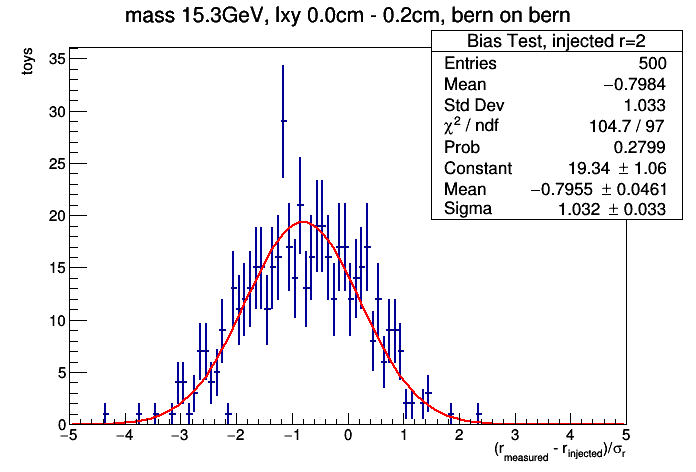 mass 15.3GeV, lxy 0.0cm - 0.2cm, bern on bern
Bias Test, injected r=2
Entries 500
Mean −0.7984
Std Dev 1.033
χ² / ndf 104.7 / 97
Prob 0.2799
Constant 19.34 ± 1.06
Mean −0.7955 ± 0.0461
Sigma 1.032 ± 0.033
toys
35
30
25
20
15
10
5
0
−5 −4 −3 −2 −1 0 1 2 3 4 5
(r_measured - r_injected)/σ_r